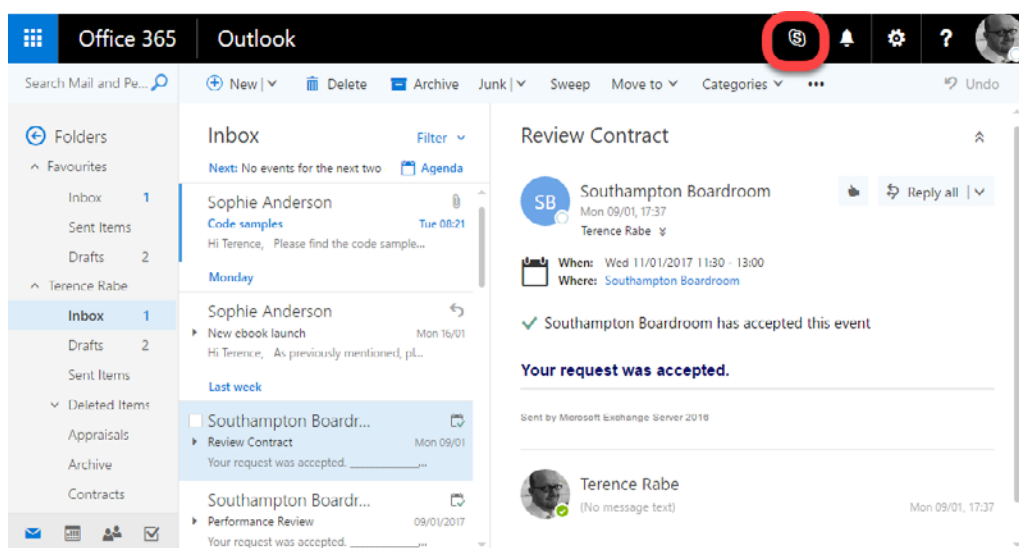 Office 365 Outlook ?
Search Mail and Pe...
New Delete Archive Junk Sweep Move to Categories ... Undo
Folders
Favourites
Inbox 1
Sent Items
Drafts 2
Terence Rabe
Inbox 1
Drafts 2
Sent Items
Deleted Items
Appraisals
Archive
Contracts
Inbox Filter
Next: No events for the next two Agenda
Sophie Anderson
Code samples Tue 08:21
Hi Terence, Please find the code sample...
Monday
Sophie Anderson
New ebook launch Mon 16/01
Hi Terence, As previously mentioned, pl...
Last week
Southampton Boardr...
Review Contract Mon 09/01
Your request was accepted. ______________...
Southampton Boardr...
Performance Review 09/01/2017
Your request was accepted. ______________...
Review Contract
SB
Southampton Boardroom
Reply all
Mon 09/01, 17:37
Terence Rabe
When: Wed 11/01/2017 11:30 - 13:00
Where: Southampton Boardroom
Southampton Boardroom has accepted this event
Your request was accepted.
Sent by Microsoft Exchange Server 2016
Terence Rabe
(No message text) Mon 09/01, 17:37